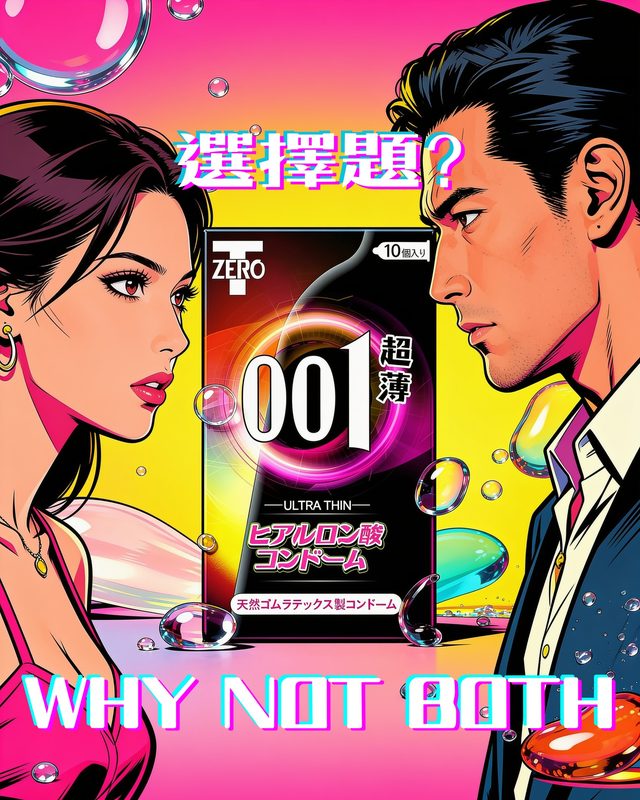 選擇題?
T
ZERO
10個入り
001
超薄
ULTRA THIN
ヒアルロン酸
コンドーム
天然ゴムラテックス製コンドーム
WHY NOT BOTH